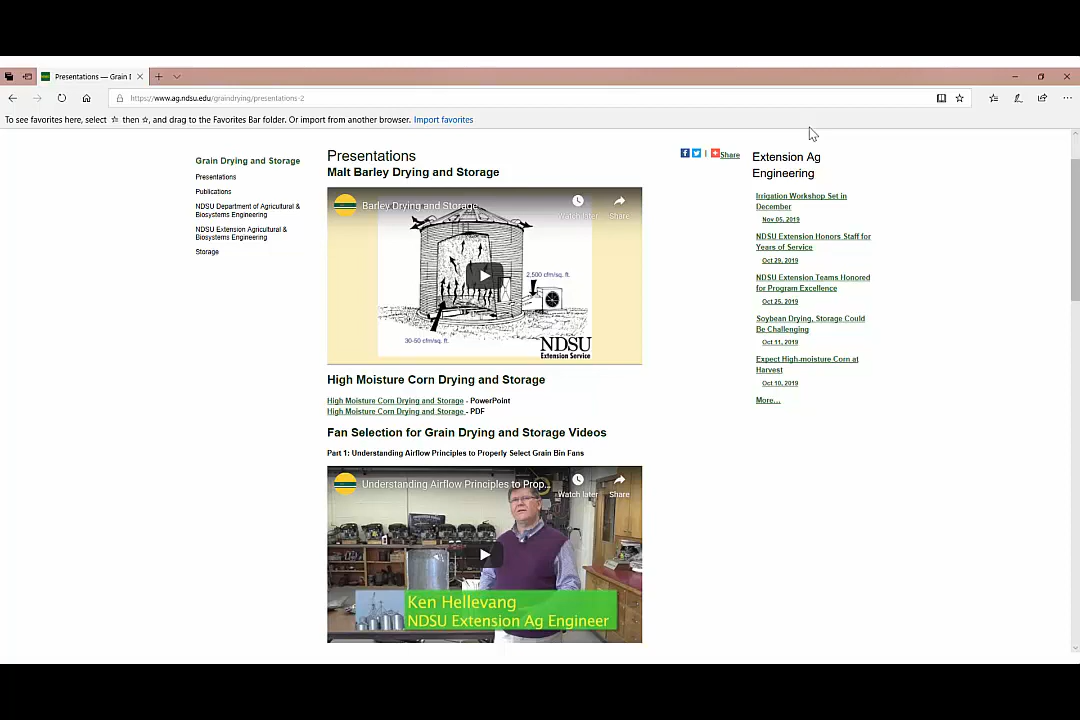 Presentations — Grain
https://www.ag.ndsu.edu/graindrying/presentations-2
To see favorites here, select ☆ then ☆, and drag to the Favorites Bar folder. Or import from another browser. Import favorites
Grain Drying and Storage
Presentations
Publications
NDSU Department of Agricultural &
Biosystems Engineering
NDSU Extension Agricultural &
Biosystems Engineering
Storage
Presentations
Share
Malt Barley Drying and Storage
Barley Drying and Storage
Watch later
Share
2,500 cfm/sq. ft.
30-50 cfm/sq. ft.
NDSU
Extension Service
High Moisture Corn Drying and Storage
High Moisture Corn Drying and Storage - PowerPoint
High Moisture Corn Drying and Storage - PDF
Fan Selection for Grain Drying and Storage Videos
Part 1: Understanding Airflow Principles to Properly Select Grain Bin Fans
Understanding Airflow Principles to Prop...
Watch later
Share
Ken Hellevang
NDSU Extension Ag Engineer
Extension Ag
Engineering
Irrigation Workshop Set in
December
Nov 05, 2019
NDSU Extension Honors Staff for
Years of Service
Oct 29, 2019
NDSU Extension Teams Honored
for Program Excellence
Oct 25, 2019
Soybean Drying, Storage Could
Be Challenging
Oct 11, 2019
Expect High-moisture Corn at
Harvest
Oct 10, 2019
More…